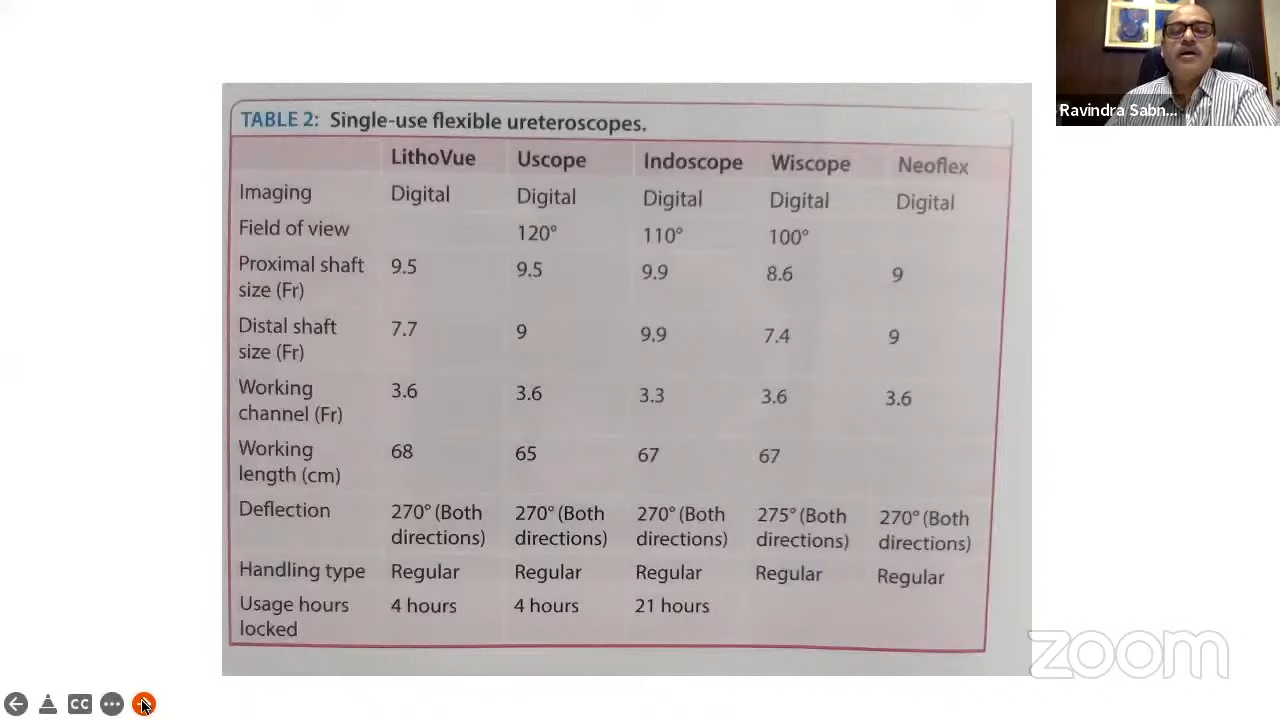 Ravindra Sabn...
TABLE 2: Single-use flexible ureteroscopes.
LithoVue Uscope Indoscope Wiscope Neoflex
Imaging Digital Digital Digital Digital Digital
Field of view 120° 110° 100°
Proximal shaft size (Fr) 9.5 9.5 9.9 8.6 9
Distal shaft size (Fr) 7.7 9 9.9 7.4 9
Working channel (Fr) 3.6 3.6 3.3 3.6 3.6
Working length (cm) 68 65 67 67
Deflection 270° (Both directions) 270° (Both directions) 270° (Both directions) 275° (Both directions) 270° (Both directions)
Handling type Regular Regular Regular Regular Regular
Usage hours locked 4 hours 4 hours 21 hours
zoom
CC